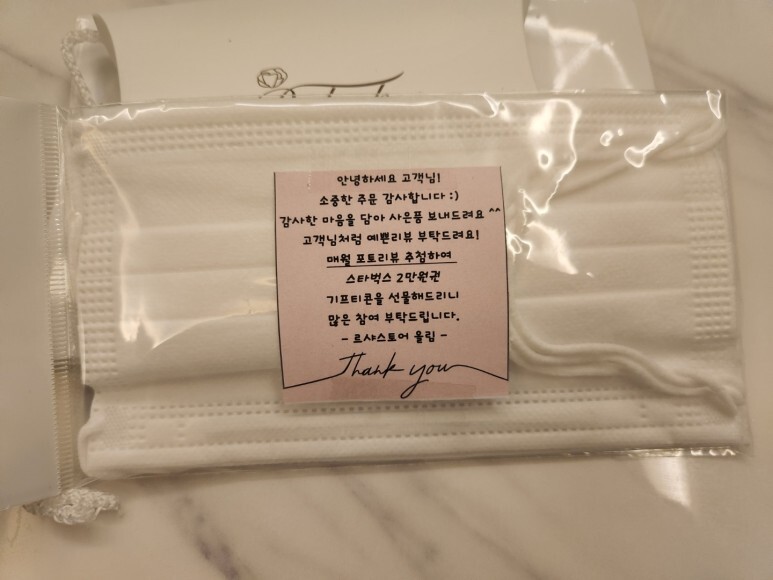 안녕하세요 고객님!
소중한 주문 감사합니다 :)
감사한 마음을 담아 사은품 보내드려요 ^^
고객님처럼 예쁜리뷰 부탁드려요!
매월 포토리뷰 추첨하여
스타벅스 2만원권
기프티콘을 선물해드리니
많은 참여 부탁드립니다.
- 르샤스토어 올림 -
Thank you